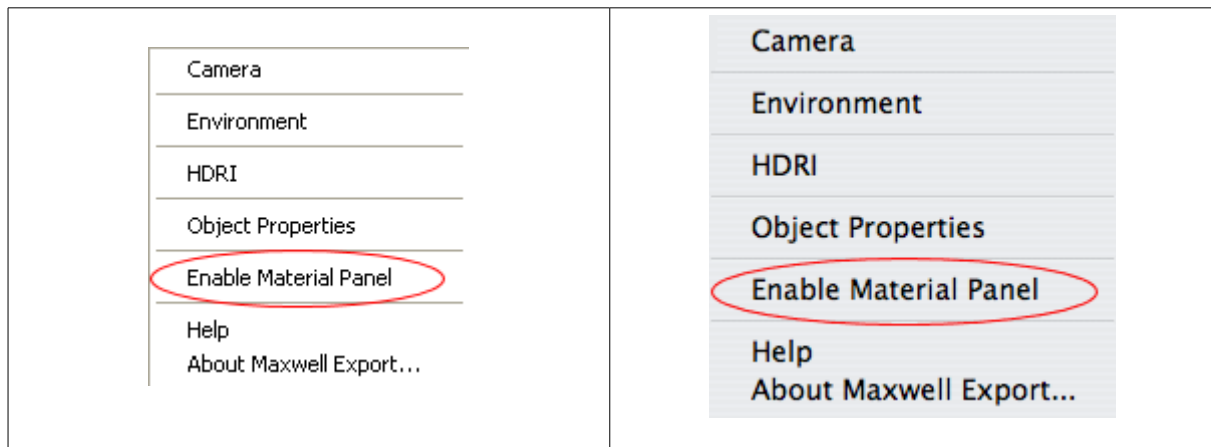 Camera
Environment
HDRI
Object Properties
Enable Material Panel
Help
About Maxwell Export...
Camera
Environment
HDRI
Object Properties
Enable Material Panel
Help
About Maxwell Export...